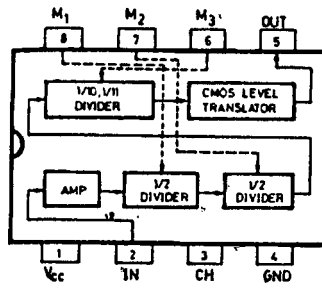 M1 M2 M3 OUT
8 7 6 5
1/10, 1/11 DIVIDER
CMOS LEVEL TRANSLATOR
AMP
1/2 DIVIDER
1/2 DIVIDER
1 2 3 4
VCC IN CH GND